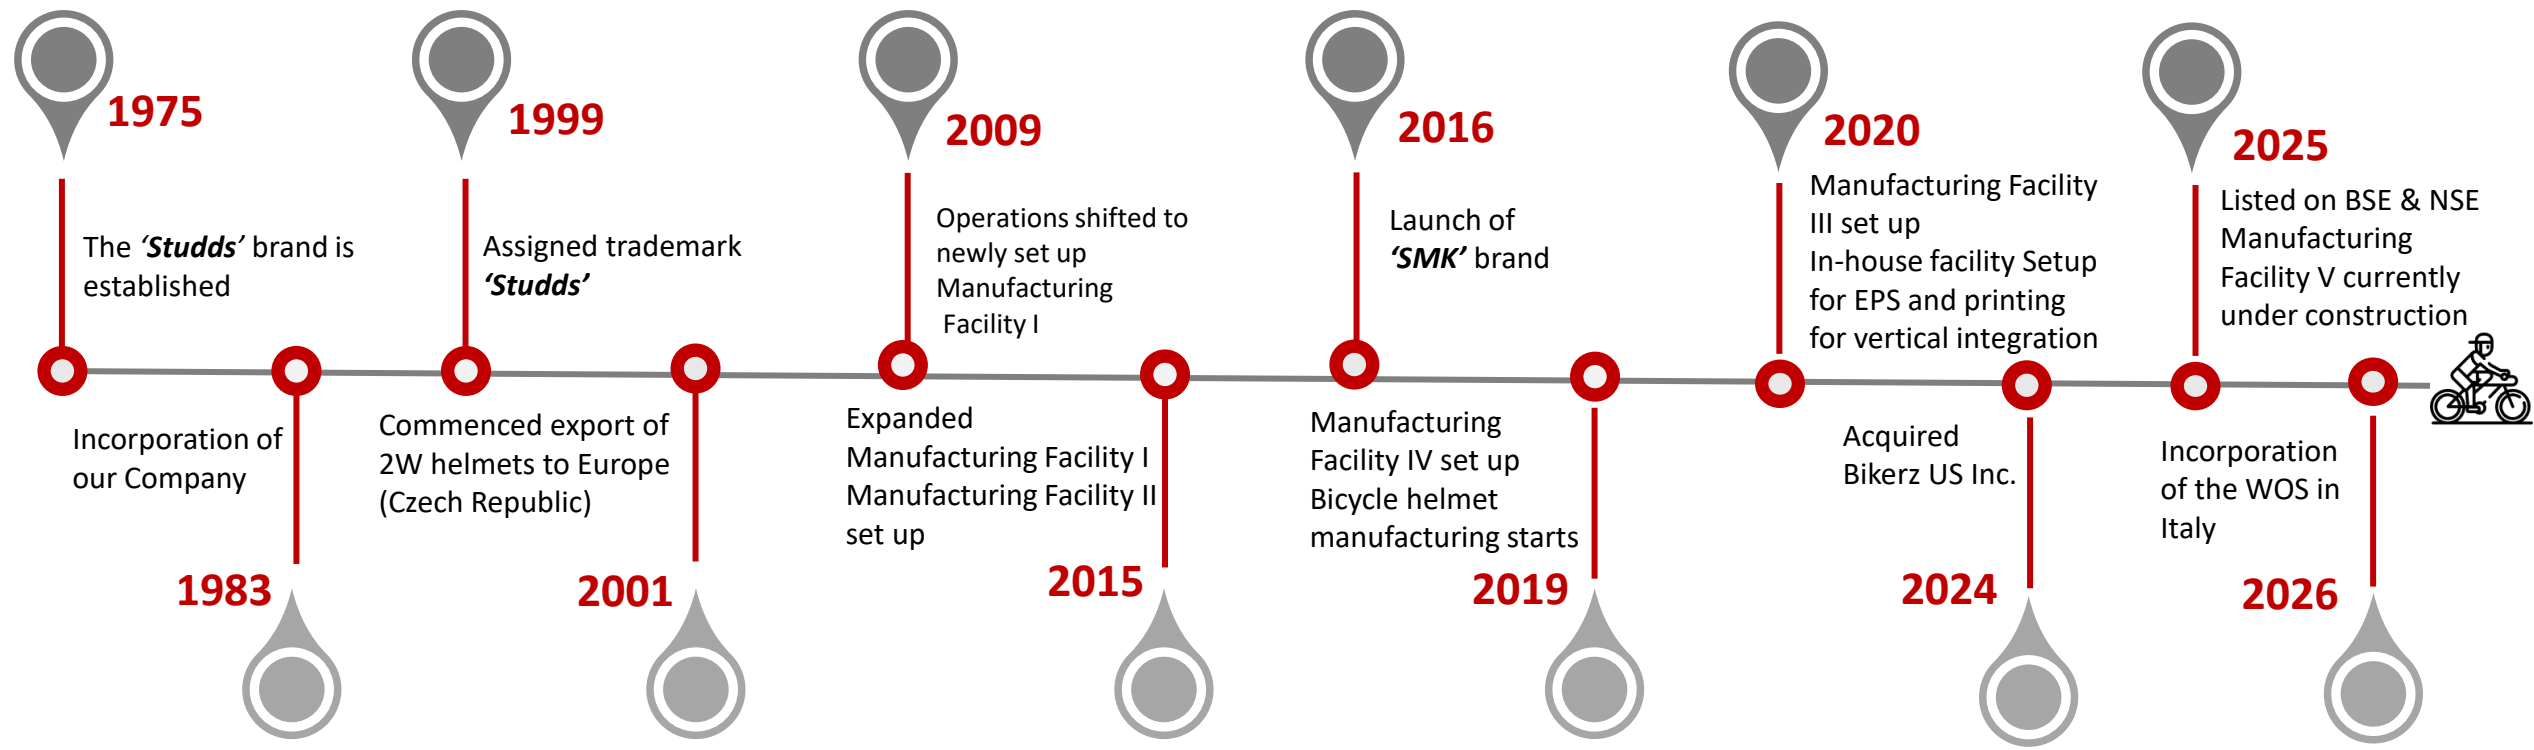 1975
The ‘Studds’ brand is
established
1983
Incorporation of
our Company
1999
Assigned trademark
‘Studds’
2001
Commenced export of
2W helmets to Europe
(Czech Republic)
2009
Operations shifted to
newly set up
Manufacturing
Facility I
2015
Expanded
Manufacturing Facility I
Manufacturing Facility II
set up
2016
Launch of
‘SMK’ brand
2019
Manufacturing
Facility IV set up
Bicycle helmet
manufacturing starts
2020
Manufacturing Facility
III set up
In-house facility Setup
for EPS and printing
for vertical integration
2024
Acquired
Bikerz US Inc.
2025
Listed on BSE & NSE
Manufacturing
Facility V currently
under construction
2026
Incorporation
of the WOS in
Italy